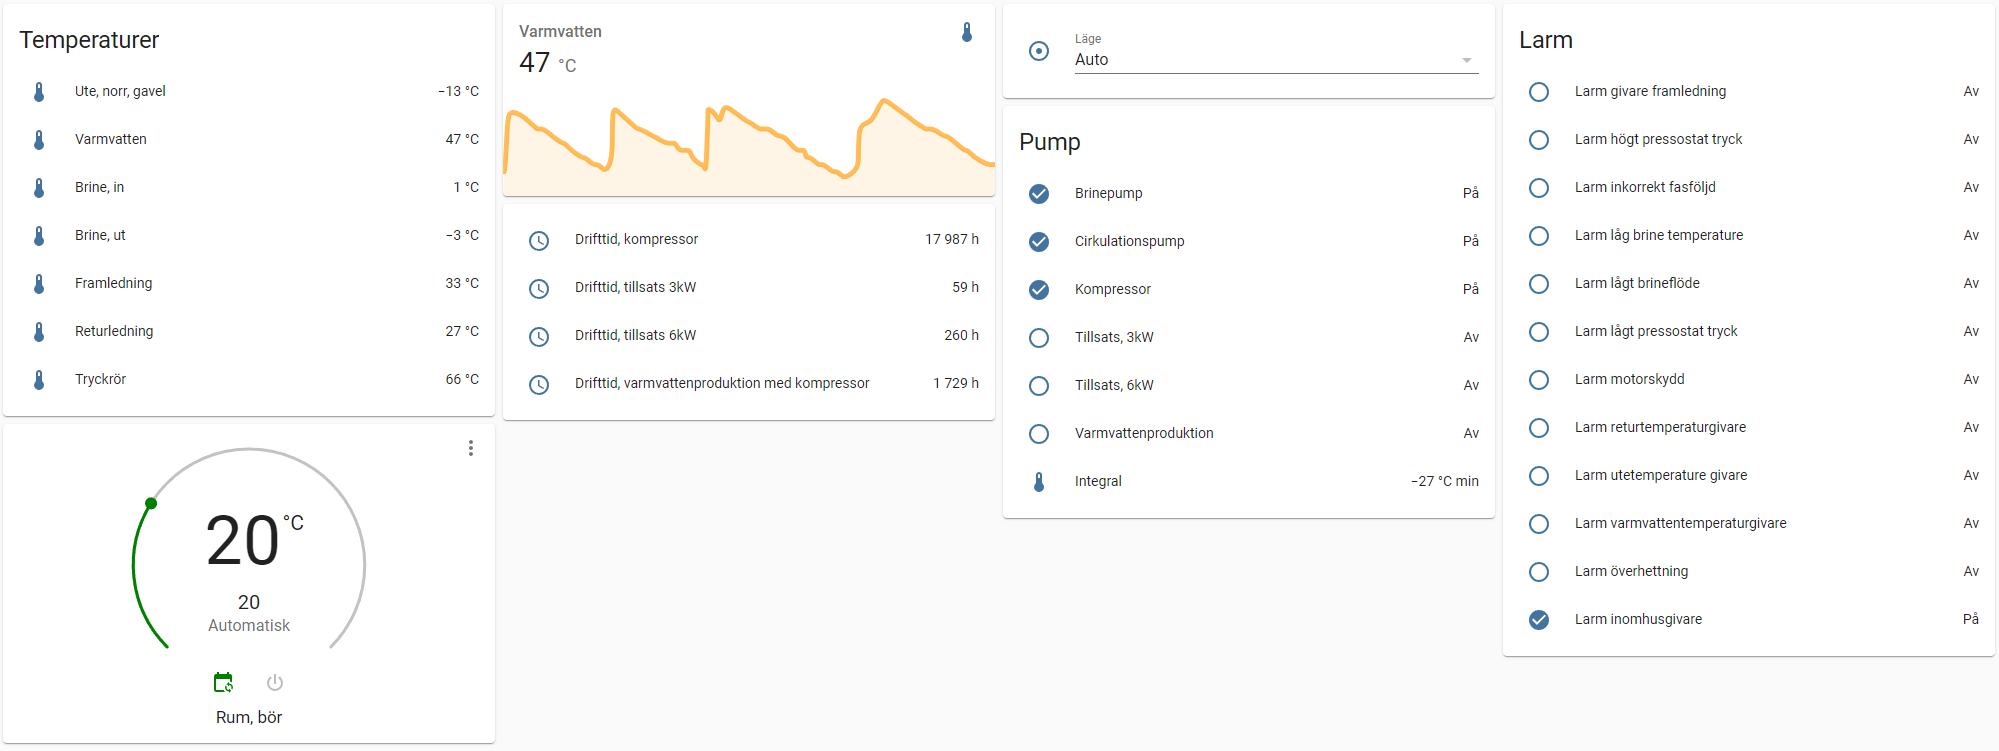 Temperaturer
Ute, norr, gavel −13 °C
Varmvatten 47 °C
Brine, in 1 °C
Brine, ut −3 °C
Framledning 33 °C
Returledning 27 °C
Tryckrör 66 °C
20 °C
20
Automatisk
Rum, bör
Varmvatten
47 °C
Drifttid, kompressor 17 987 h
Drifttid, tillsats 3kW 59 h
Drifttid, tillsats 6kW 260 h
Drifttid, varmvattenproduktion med kompressor 1 729 h
Läge
Auto
Pump
Brinepump På
Cirkulationspump På
Kompressor På
Tillsats, 3kW Av
Tillsats, 6kW Av
Varmvattenproduktion Av
Integral −27 °C min
Larm
Larm givare framledning Av
Larm högt pressostat tryck Av
Larm inkorrekt fasföljd Av
Larm låg brine temperature Av
Larm lågt brineflöde Av
Larm lågt pressostat tryck Av
Larm motorskydd Av
Larm returtemperaturgivare Av
Larm utetemperature givare Av
Larm varmvattentemperaturgivare Av
Larm överhettning Av
Larm inomhusgivare På